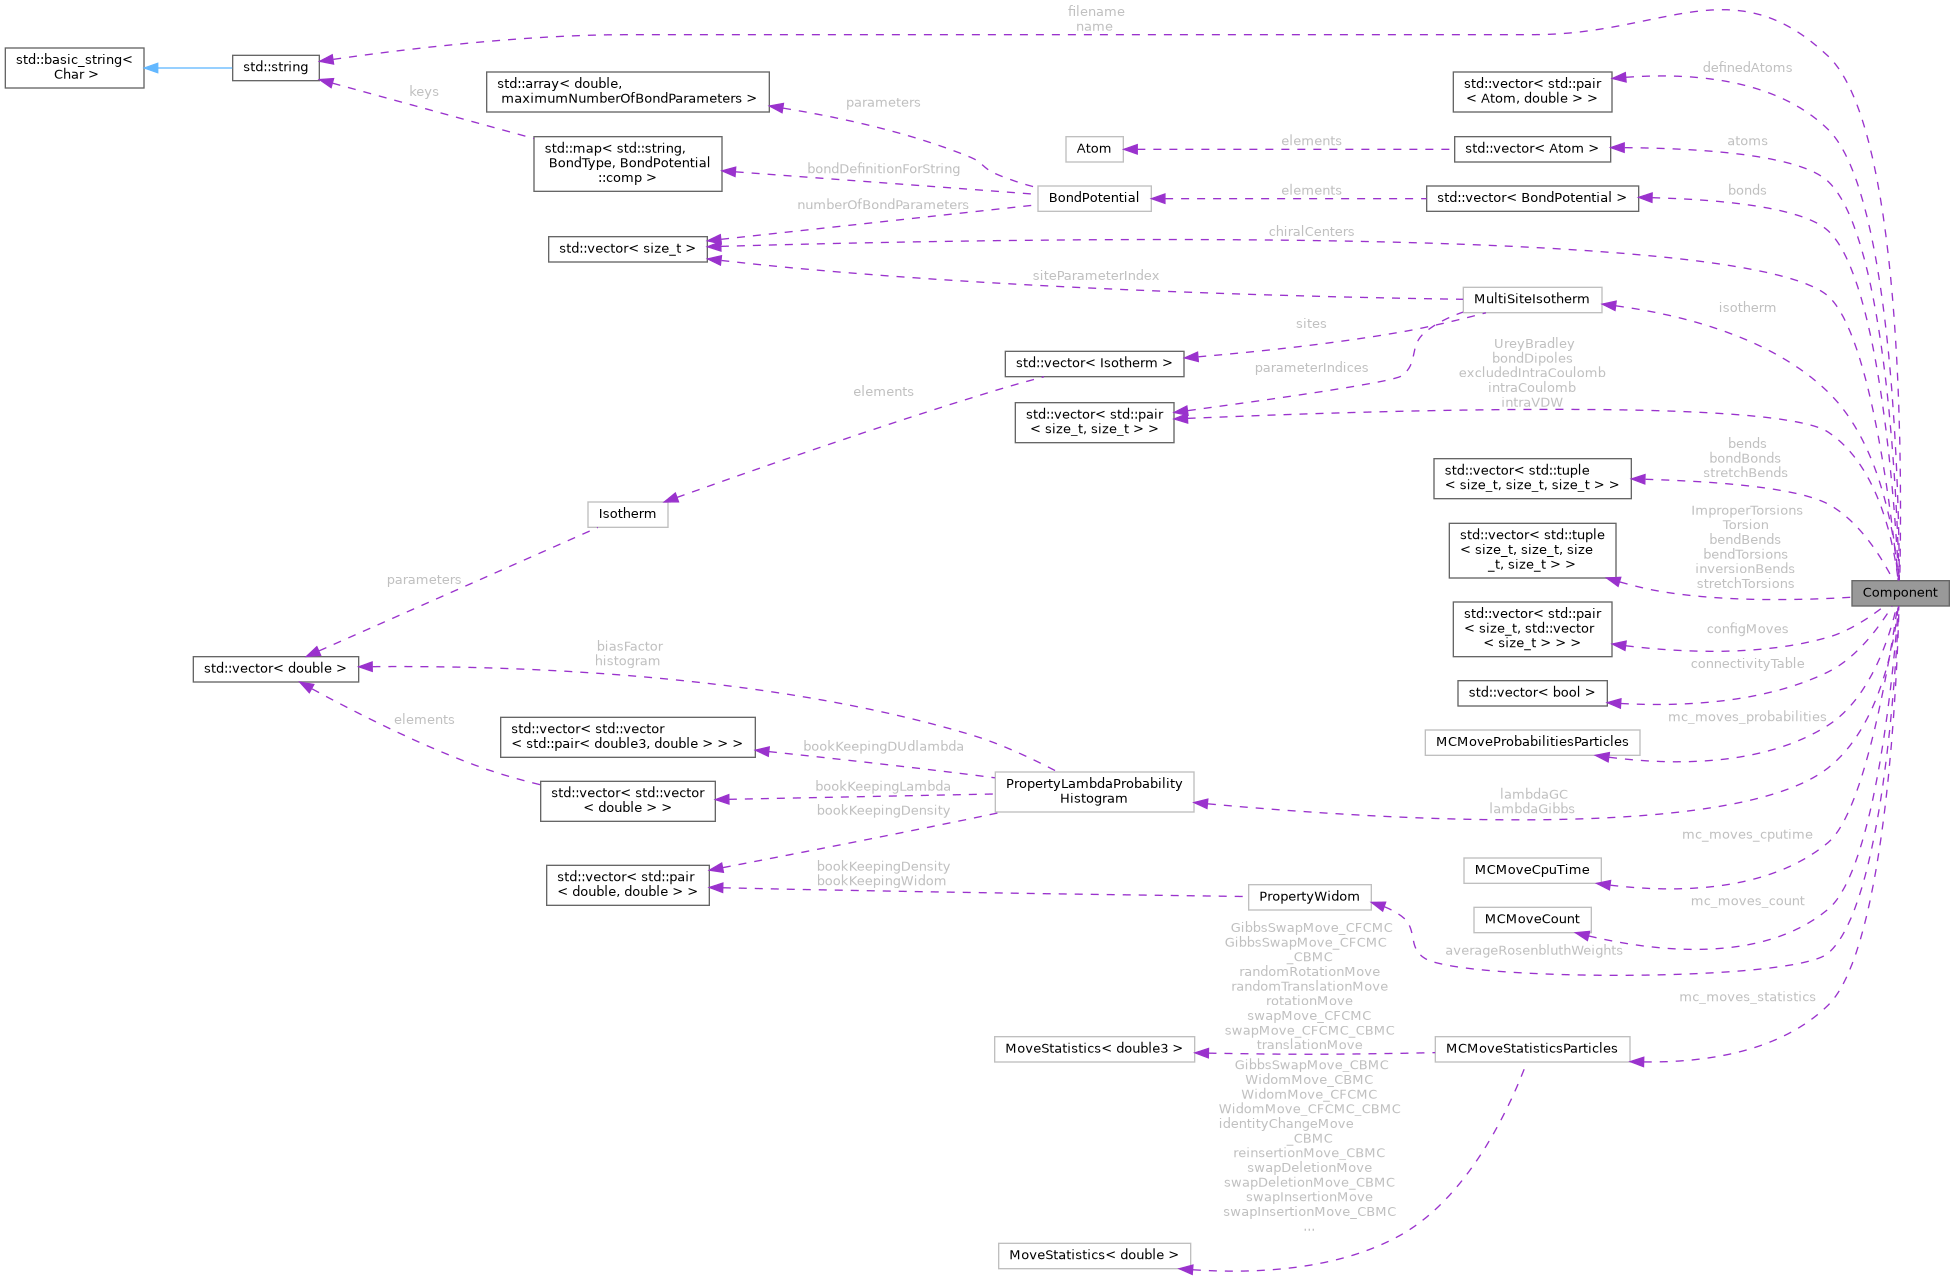 filename
name
std::basic_string<
Char >
std::string
keys
std::array< double,
maximumNumberOfBondParameters >
parameters
std::vector< std::pair
< Atom, double > >
definedAtoms
std::map< std::string,
BondType, BondPotential
::comp >
bondDefinitionForString
Atom
elements
std::vector< Atom >
atoms
BondPotential
elements
std::vector< BondPotential >
bonds
numberOfBondParameters
std::vector< size_t >
chiralCenters
siteParameterIndex
MultiSiteIsotherm
isotherm
sites
std::vector< Isotherm >
parameterIndices
UreyBradley
bondDipoles
excludedIntraCoulomb
intraCoulomb
intraVDW
elements
std::vector< std::pair
< size_t, size_t > >
bends
bondBonds
stretchBends
std::vector< std::tuple
< size_t, size_t, size_t > >
Isotherm
ImproperTorsions
Torsion
bendBends
bendTorsions
inversionBends
stretchTorsions
std::vector< std::tuple
< size_t, size_t, size
_t, size_t > >
Component
parameters
std::vector< std::pair
< size_t, std::vector
< size_t > > >
configMoves
biasFactor
histogram
std::vector< double >
connectivityTable
std::vector< bool >
elements
std::vector< std::vector
< std::pair< double3, double > > >
bookKeepingDUdlambda
mc_moves_probabilities
MCMoveProbabilitiesParticles
std::vector< std::vector
< double > >
bookKeepingLambda
bookKeepingDensity
PropertyLambdaProbability
Histogram
lambdaGC
lambdaGibbs
mc_moves_cputime
std::vector< std::pair
< double, double > >
bookKeepingDensity
bookKeepingWidom
PropertyWidom
MCMoveCpuTime
mc_moves_count
MCMoveCount
averageRosenbluthWeights
GibbsSwapMove_CFCMC
GibbsSwapMove_CFCMC
_CBMC
randomRotationMove
randomTranslationMove
rotationMove
swapMove_CFCMC
swapMove_CFCMC_CBMC
translationMove
mc_moves_statistics
MoveStatistics< double3 >
MCMoveStatisticsParticles
GibbsSwapMove_CBMC
WidomMove_CBMC
WidomMove_CFCMC
WidomMove_CFCMC_CBMC
identityChangeMove
_CBMC
reinsertionMove_CBMC
swapDeletionMove
swapDeletionMove_CBMC
swapInsertionMove
swapInsertionMove_CBMC
...
MoveStatistics< double >